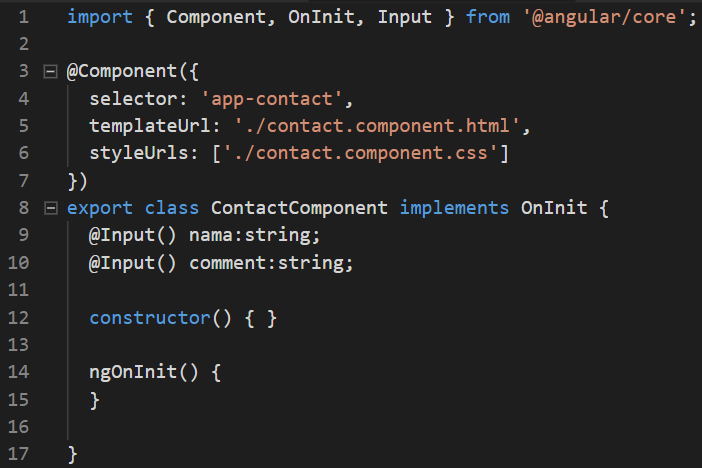 1 import { Component, OnInit, Input } from '@angular/core';
2
3 @Component({
4 selector: 'app-contact',
5 templateUrl: './contact.component.html',
6 styleUrls: ['./contact.component.css']
7 })
8 export class ContactComponent implements OnInit {
9 @Input() nama:string;
10 @Input() comment:string;
11
12 constructor() { }
13
14 ngOnInit() {
15 }
16
17 }